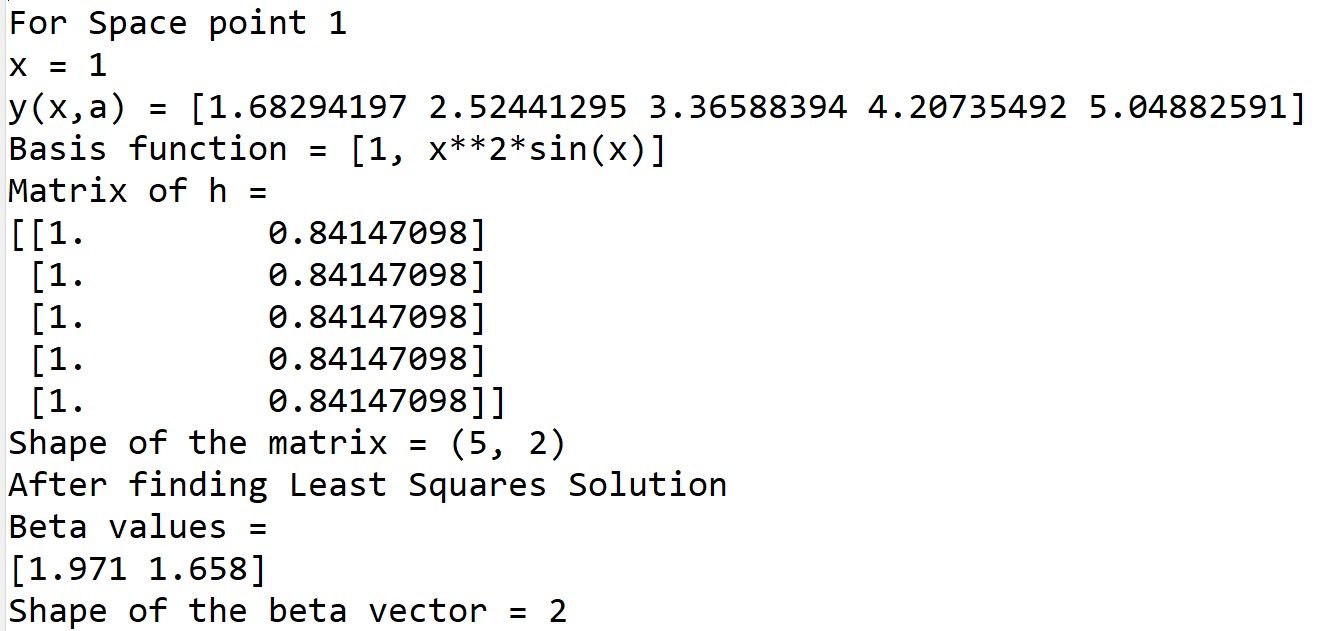 For Space point 1
x = 1
y(x,a) = [1.68294197 2.52441295 3.36588394 4.20735492 5.04882591]
Basis function = [1, x**2*sin(x)]
Matrix of h =
[[1.         0.84147098]
 [1.         0.84147098]
 [1.         0.84147098]
 [1.         0.84147098]
 [1.         0.84147098]]
Shape of the matrix = (5, 2)
After finding Least Squares Solution
Beta values =
[1.971 1.658]
Shape of the beta vector = 2